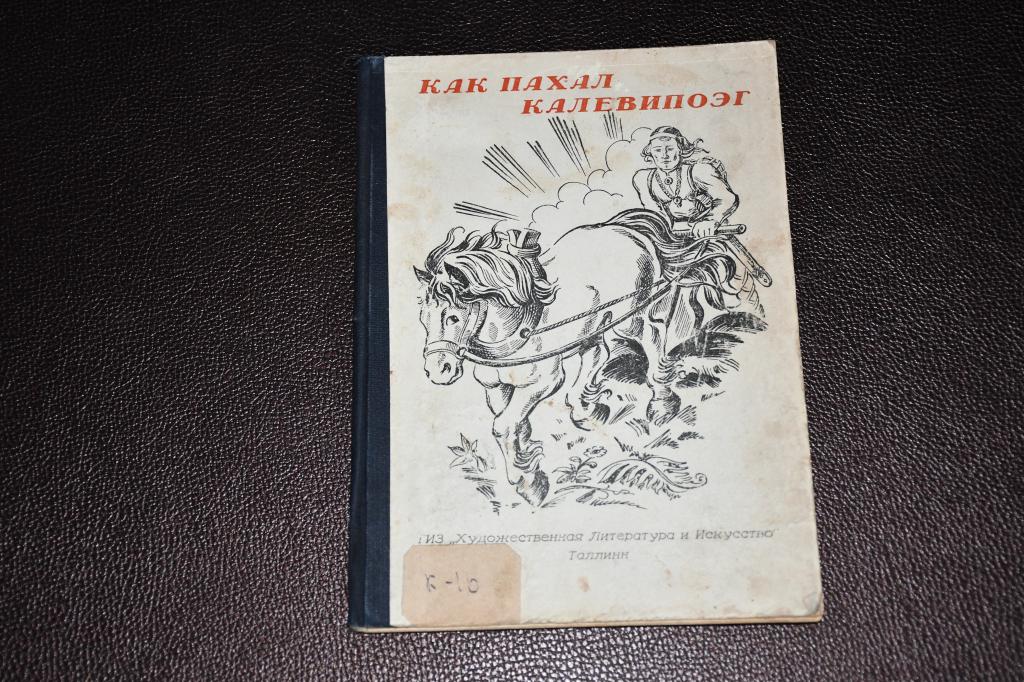 КАК ПАХАЛ
КАЛЕВИПОЭГ
ГИЗ „Художественная Литература и Искусство"
Таллинн
К-10